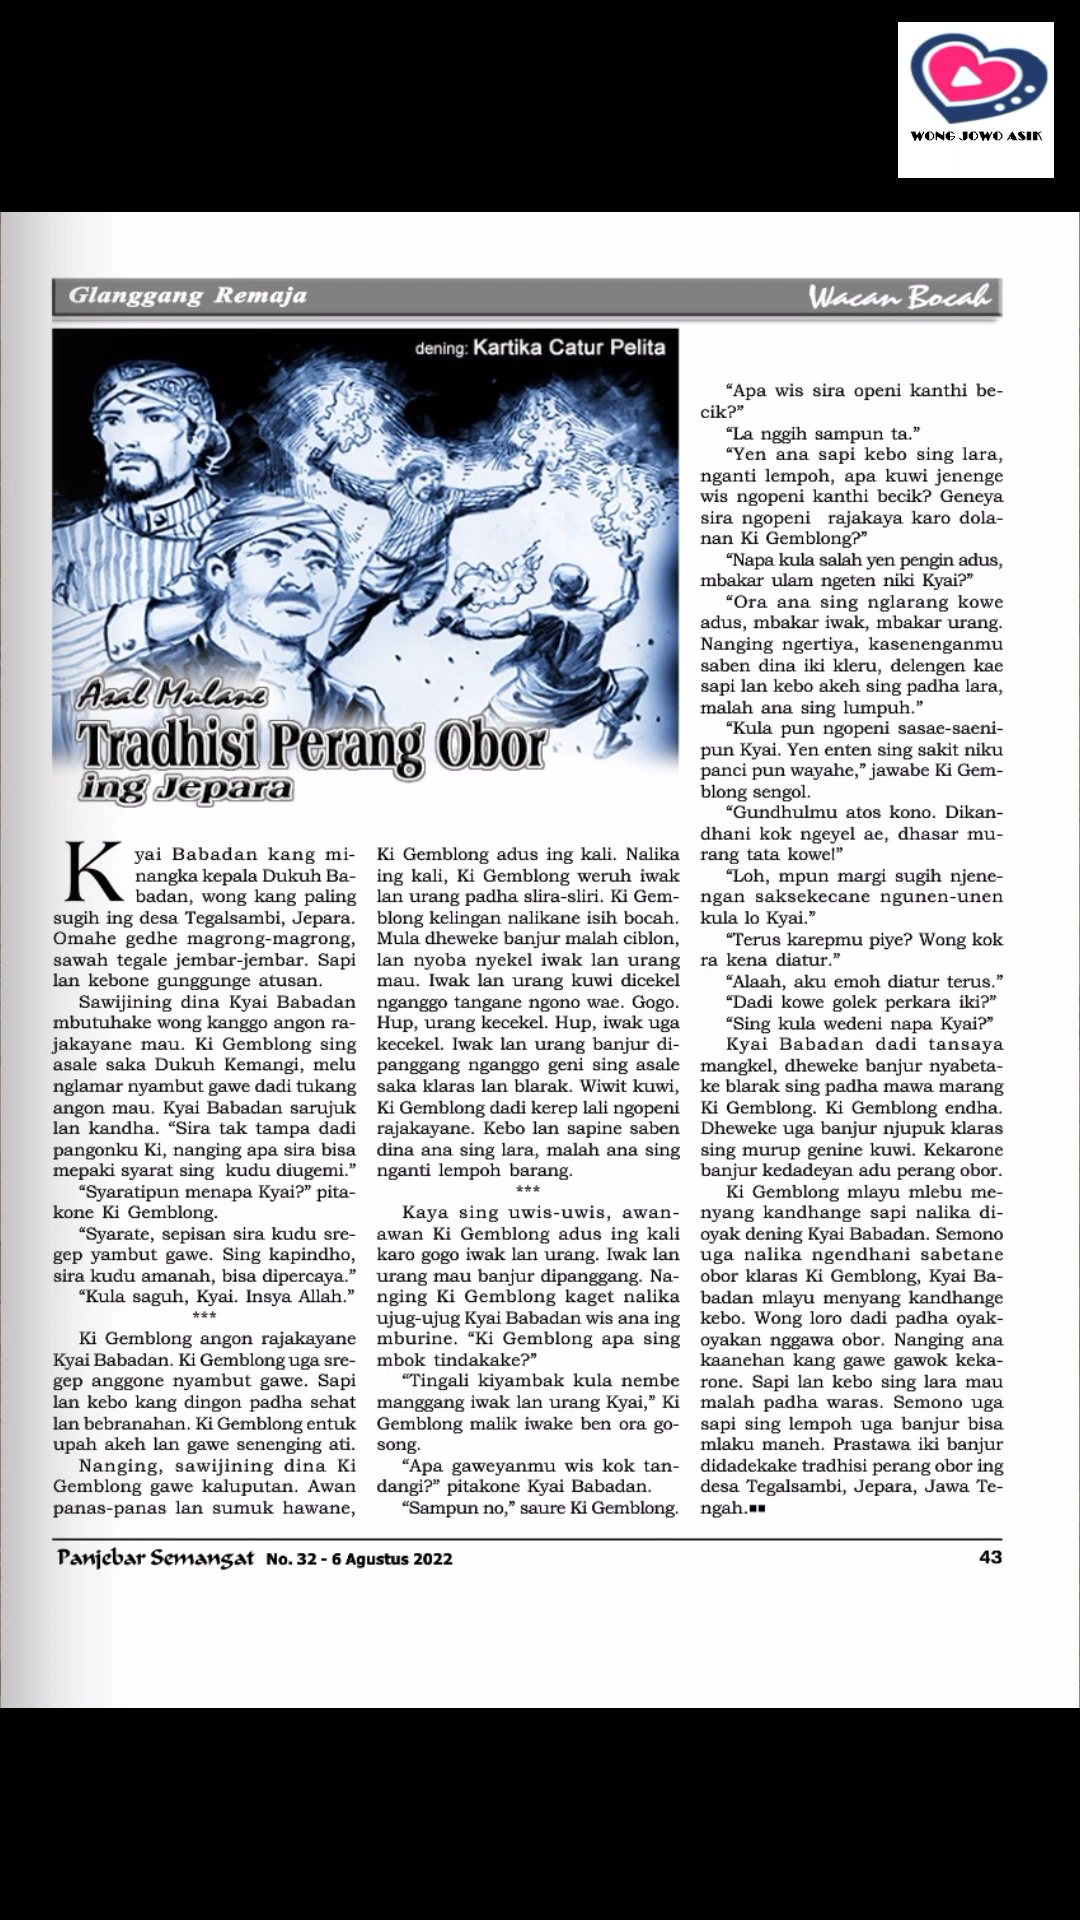 WONG JOWO ASIK
Glanggang Remaja
Wacan Bocah
dening: Kartika Catur Pelita
Asal Mulane
Tradhisi Perang Obor
ing Jepara
Kyai Babadan kang mi-
nangka kepala Dukuh Ba-
badan, wong kang paling
sugih ing desa Tegalsambi, Jepara.
Omahe gedhe magrong-magrong,
sawah tegale jembar-jembar. Sapi
lan kebone gunggunge atusan.
Sawijining dina Kyai Babadan
mbutuhake wong kanggo angon ra-
jakayane mau. Ki Gemblong sing
asale saka Dukuh Kemangi, melu
nglamar nyambut gawe dadi tukang
angon mau. Kyai Babadan sarujuk
lan kandha. “Sira tak tampa dadi
pangonku Ki, nanging apa sira bisa
mepaki syarat sing kudu diugemi.”
“Syaratipun menapa Kyai?” pita-
kone Ki Gemblong.
“Syarate, sepisan sira kudu sre-
gep yambut gawe. Sing kapindho,
sira kudu amanah, bisa dipercaya.”
“Kula saguh, Kyai. Insya Allah.”
***
Ki Gemblong angon rajakayane
Kyai Babadan. Ki Gemblong uga sre-
gep anggone nyambut gawe. Sapi
lan kebo kang dingon padha sehat
lan bebranahan. Ki Gemblong entuk
upah akeh lan gawe senenging ati.
Nanging, sawijining dina Ki
Gemblong gawe kaluputan. Awan
panas-panas lan sumuk hawane,
Ki Gemblong adus ing kali. Nalika
ing kali, Ki Gemblong weruh iwak
lan urang padha slira-sliri. Ki Gem-
blong kelingan nalikane isih bocah.
Mula dheweke banjur malah ciblon,
lan nyoba nyekel iwak lan urang
mau. Iwak lan urang kuwi dicekel
nganggo tangane ngono wae. Gogo.
Hup, urang kecekel. Hup, iwak uga
kecekel. Iwak lan urang banjur di-
panggang nganggo geni sing asale
saka klaras lan blarak. Wiwit kuwi,
Ki Gemblong dadi kerep lali ngopeni
rajakayane. Kebo lan sapine saben
dina ana sing lara, malah ana sing
nganti lempoh barang.
***
Kaya sing uwis-uwis, awan-
awan Ki Gemblong adus ing kali
karo gogo iwak lan urang. Iwak lan
urang mau banjur dipanggang. Na-
nging Ki Gemblong kaget nalika
ujug-ujug Kyai Babadan wis ana ing
mburine. “Ki Gemblong apa sing
mbok tindakake?”
“Tingali kiyambak kula nembe
manggang iwak lan urang Kyai,” Ki
Gemblong malik iwake ben ora go-
song.
“Apa gaweyanmu wis kok tan-
dangi?” pitakone Kyai Babadan.
“Sampun no,” saure Ki Gemblong.
“Apa wis sira openi kanthi be-
cik?”
“La nggih sampun ta.”
“Yen ana sapi kebo sing lara,
nganti lempoh, apa kuwi jenenge
wis ngopeni kanthi becik? Geneya
sira ngopeni rajakaya karo dola-
nan Ki Gemblong?”
“Napa kula salah yen pengin adus,
mbakar ulam ngeten niki Kyai?”
“Ora ana sing nglarang kowe
adus, mbakar iwak, mbakar urang.
Nanging ngertiya, kasenenganmu
saben dina iki kleru, delengen kae
sapi lan kebo akeh sing padha lara,
malah ana sing lumpuh.”
“Kula pun ngopeni sasae-saeni-
pun Kyai. Yen enten sing sakit niku
panci pun wayahe,” jawabe Ki Gem-
blong sengol.
“Gundhulmu atos kono. Dikan-
dhani kok ngeyel ae, dhasar mu-
rang tata kowe!”
“Loh, mpun margi sugih njene-
ngan saksekecane ngunen-unen
kula lo Kyai.”
“Terus karepmu piye? Wong kok
ra kena diatur.”
“Alaah, aku emoh diatur terus.”
“Dadi kowe golek perkara iki?”
“Sing kula wedeni napa Kyai?”
Kyai Babadan dadi tansaya
mangkel, dheweke banjur nyabeta-
ke blarak sing padha mawa marang
Ki Gemblong. Ki Gemblong endha.
Dheweke uga banjur njupuk klaras
sing murup genine kuwi. Kekarone
banjur kedadeyan adu perang obor.
Ki Gemblong mlayu mlebu me-
nyang kandhange sapi nalika di-
oyak dening Kyai Babadan. Semono
uga nalika ngendhani sabetane
obor klaras Ki Gemblong, Kyai Ba-
badan mlayu menyang kandhange
kebo. Wong loro dadi padha oyak-
oyakan nggawa obor. Nanging ana
kaanehan kang gawe gawok keka-
rone. Sapi lan kebo sing lara mau
malah padha waras. Semono uga
sapi sing lempoh uga banjur bisa
mlaku maneh. Prastawa iki banjur
didadekake tradhisi perang obor ing
desa Tegalsambi, Jepara, Jawa Te-
ngah.■■
Panjebar Semangat No. 32 - 6 Agustus 2022
43